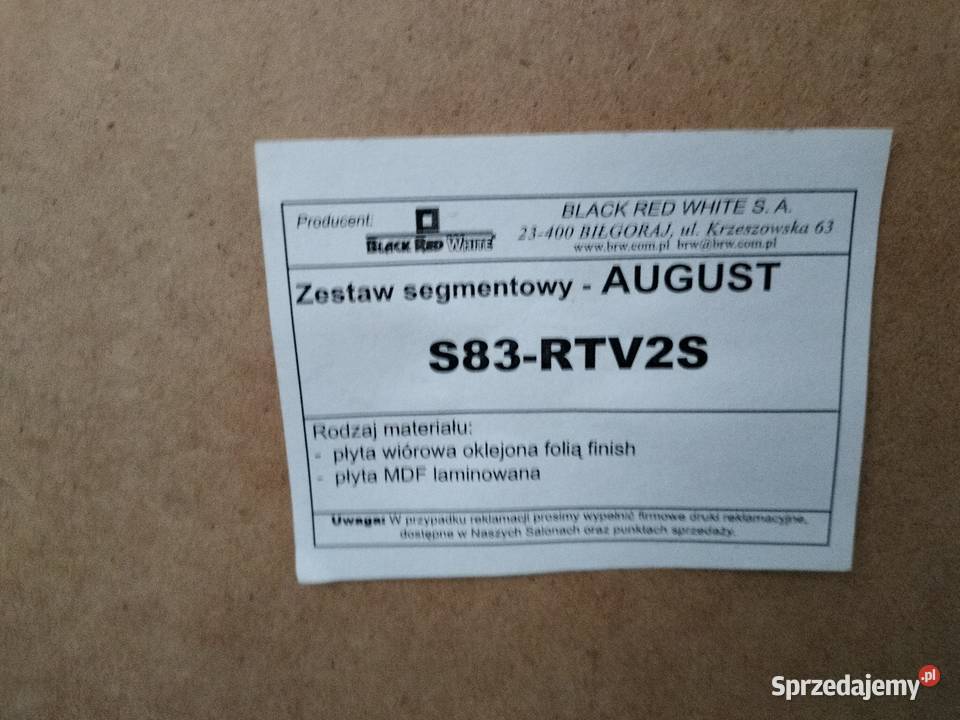 Producent:
BLACK RED WHITE
BLACK RED WHITE S. A.
23-400 BIŁGORAJ, ul. Krzeszowska 63
www.brw.com.pl brw@brw.com.pl
Zestaw segmentowy - AUGUST
S83-RTV2S
Rodzaj materiału:
- płyta wiórowa oklejona folią finish
- płyta MDF laminowana
Uwaga: W przypadku reklamacji prosimy wypełnić firmowe druki reklamacyjne,
dostępne w Naszych Salonach oraz punktach sprzedaży.
Sprzedajemy.pl